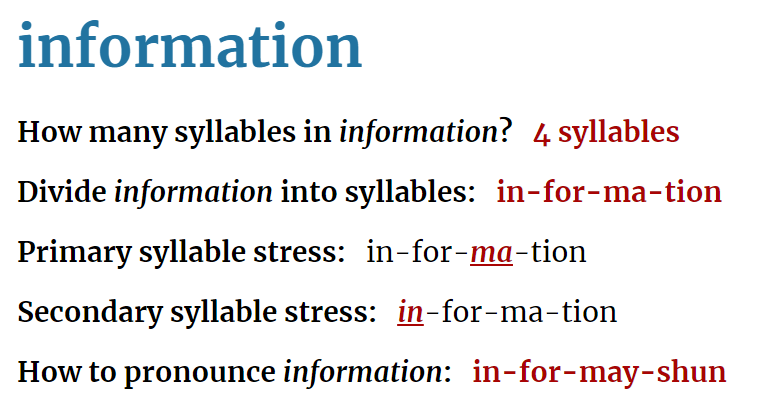 information
How many syllables in information? 4 syllables
Divide information into syllables: in-for-ma-tion
Primary syllable stress: in-for-ma-tion
Secondary syllable stress: in-for-ma-tion
How to pronounce information: in-for-may-shun